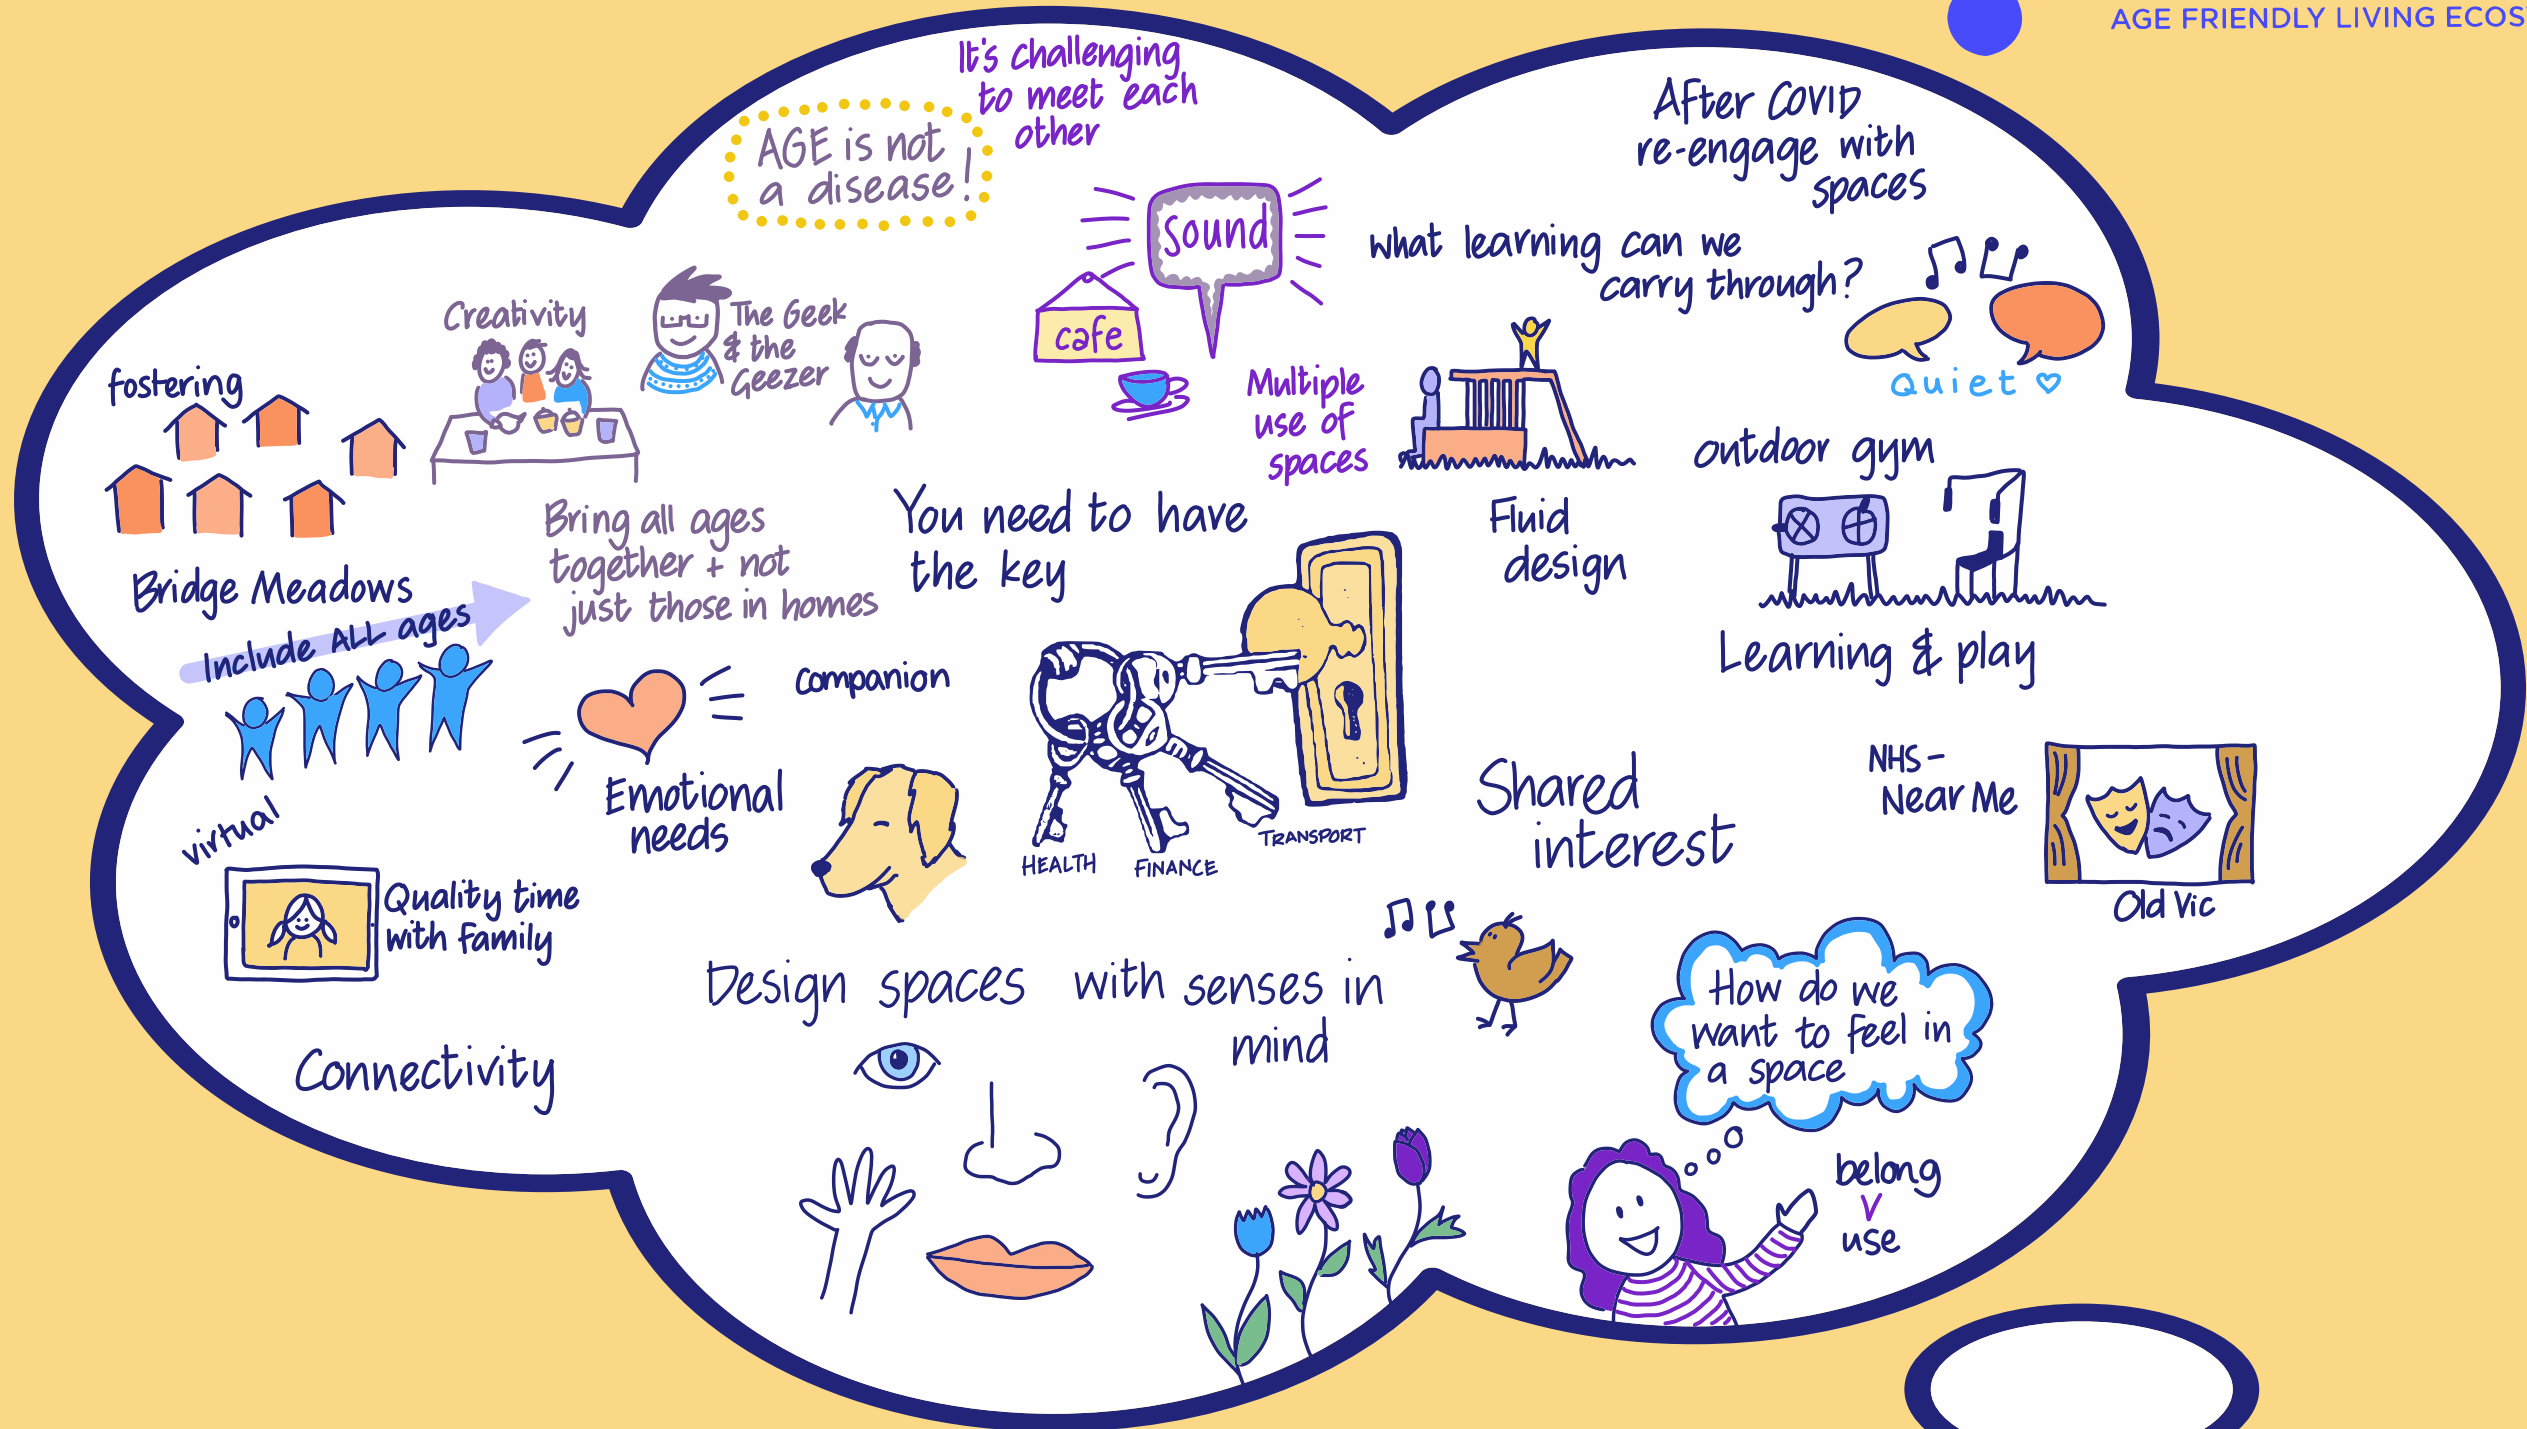 AGE FRIENDLY LIVING ECOS
It's challenging
to meet each
other
AGE is not
a disease!
After COVID
re-engage with
spaces
sound
what learning can we
carry through?
cafe
Quiet
Creativity
The Geek
& the
Geezer
fostering
Multiple
use of
spaces
outdoor gym
Bridge Meadows
Include ALL ages
Bring all ages
together + not
just those in homes
You need to have
the key
Fluid
design
Learning & play
companion
Emotional
needs
HEALTH
FINANCE
TRANSPORT
Shared
interest
NHS -
Near Me
Old Vic
virtual
Quality time
with family
Connectivity
Design spaces with senses in
mind
How do we
want to feel in
a space
belong
v
use